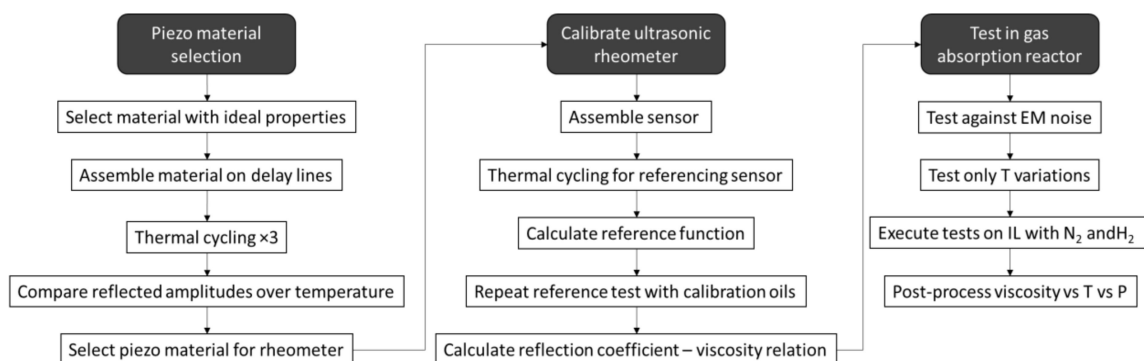 Piezo material
selection
Select material with ideal properties
Assemble material on delay lines
Thermal cycling ×3
Compare reflected amplitudes over temperature
Select piezo material for rheometer
Calibrate ultrasonic
rheometer
Assemble sensor
Thermal cycling for referencing sensor
Calculate reference function
Repeat reference test with calibration oils
Calculate reflection coefficient – viscosity relation
Test in gas
absorption reactor
Test against EM noise
Test only T variations
Execute tests on IL with N₂ andH₂
Post-process viscosity vs T vs P